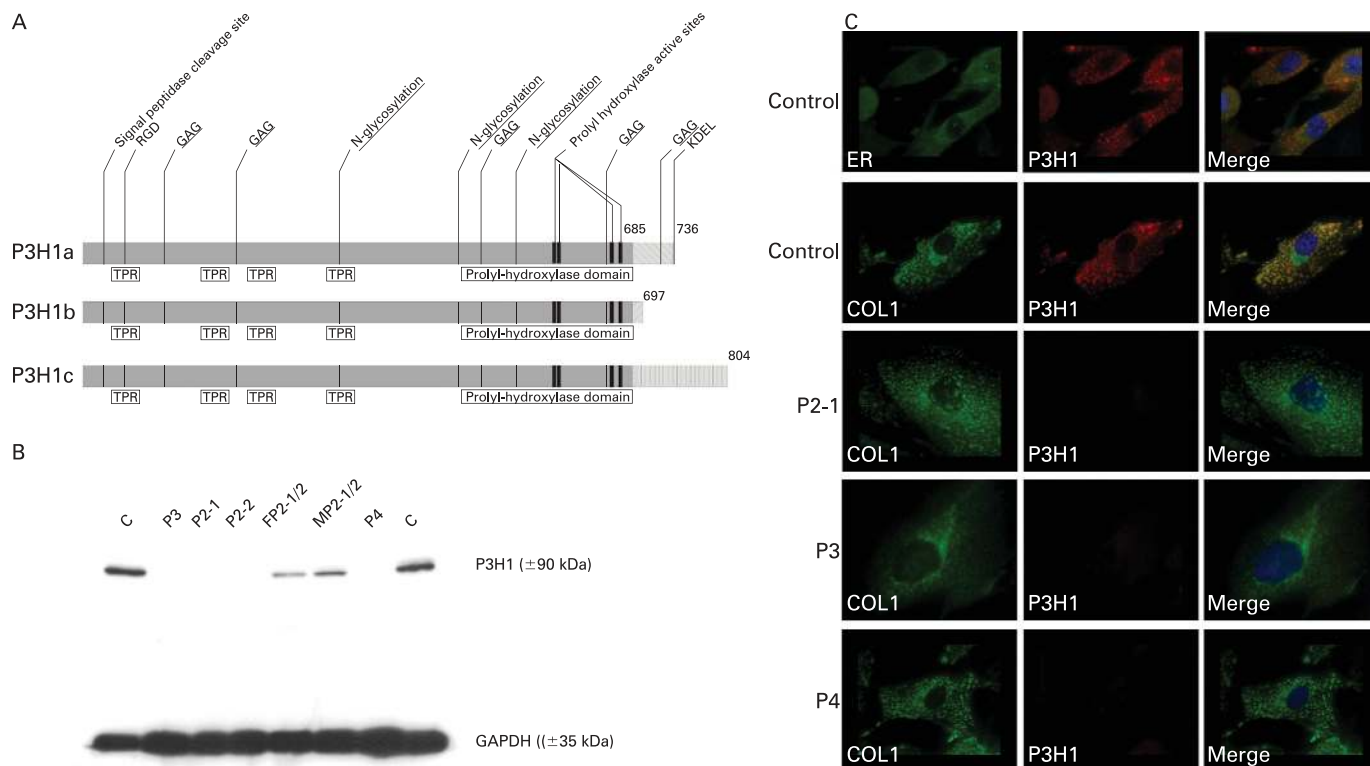 A
Signal peptidase cleavage site
RGD
GAG
GAG
N-glycosylation
N-glycosylation
GAG
N-glycosylation
Prolyl hydroxylase active sites
GAG
GAG
KDEL
685
736
P3H1a
TPR TPR TPR TPR Prolyl-hydroxylase domain
697
P3H1b
TPR TPR TPR TPR Prolyl-hydroxylase domain
804
P3H1c
TPR TPR TPR TPR Prolyl-hydroxylase domain
B
C P3 P2-1 P2-2 FP2-1/2 MP2-1/2 P4 C
P3H1 (±90 kDa)
GAPDH ((±35 kDa)
C
Control
ER P3H1 Merge
Control
COL1 P3H1 Merge
P2-1
COL1 P3H1 Merge
P3
COL1 P3H1 Merge
P4
COL1 P3H1 Merge